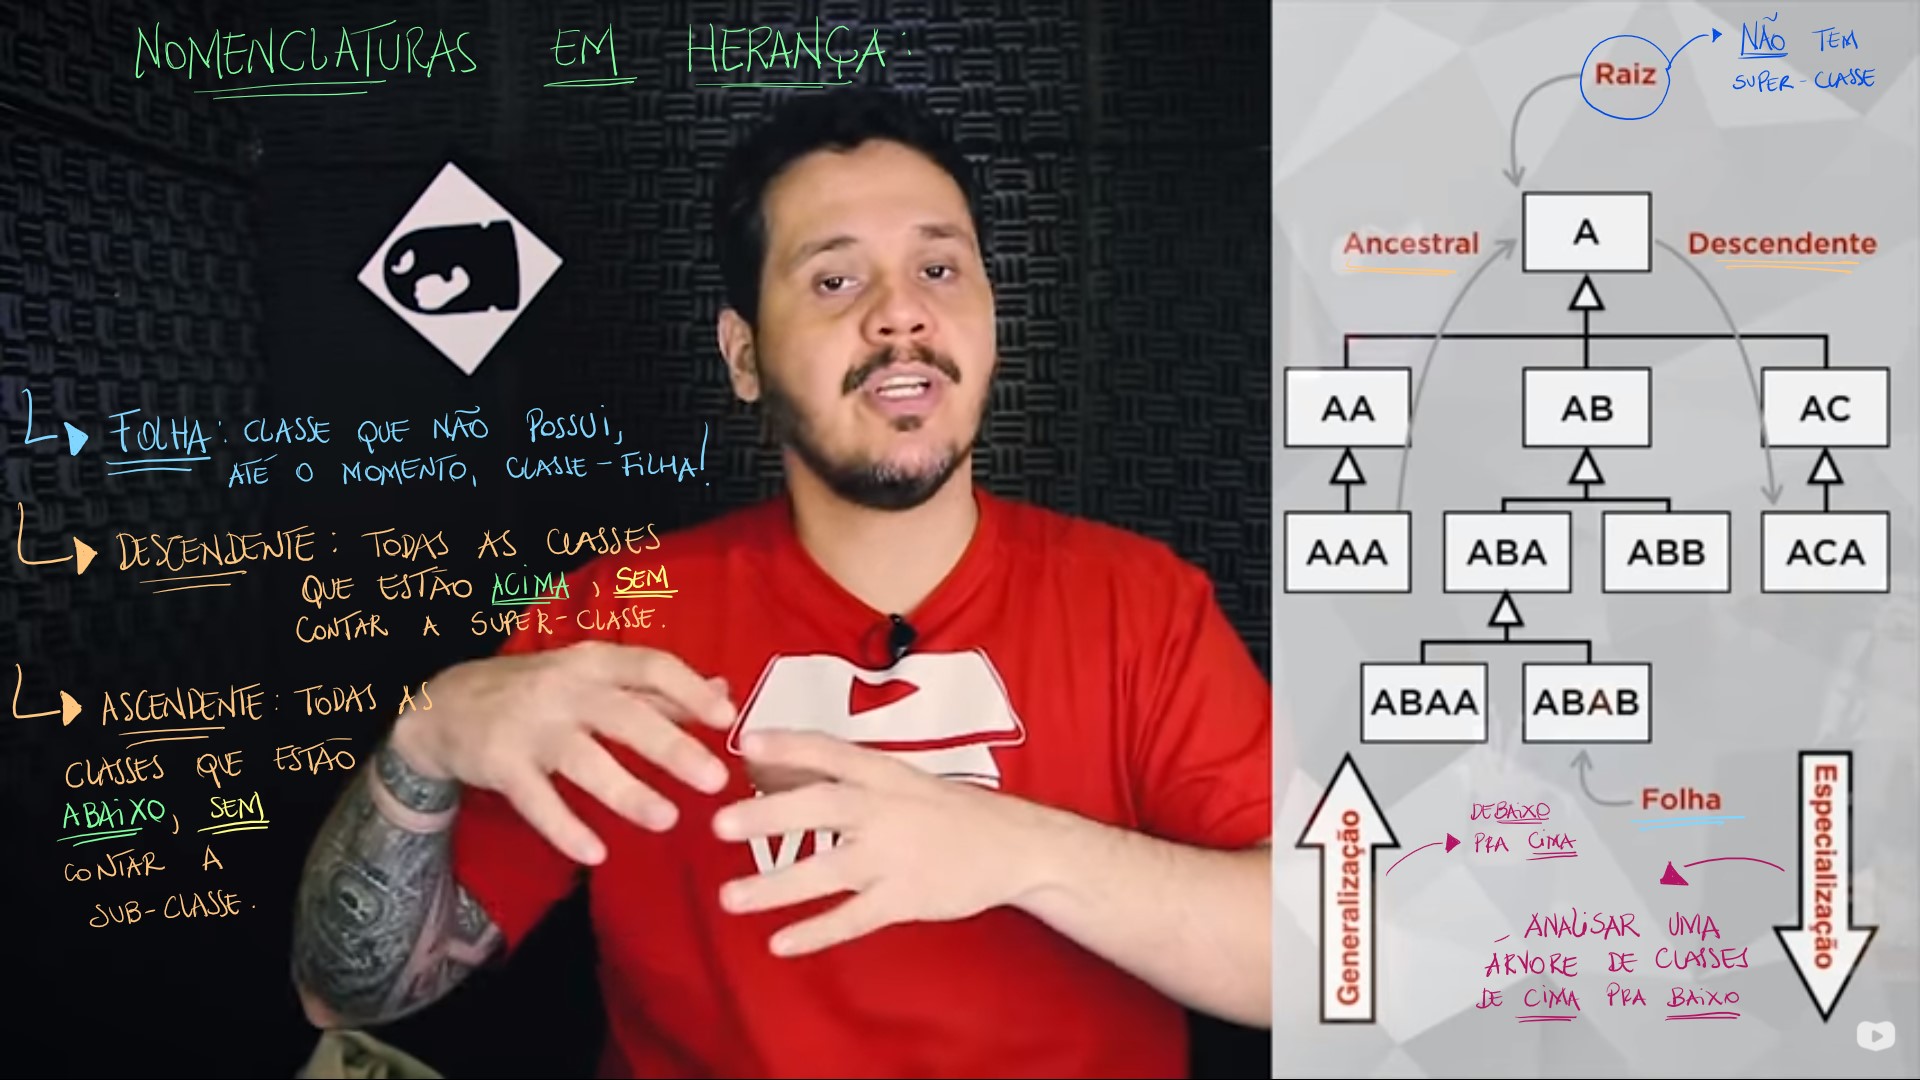 NOMENCLATURAS EM HERANÇA:
FOLHA: CLASSE QUE NÃO POSSUI,
ATÉ O MOMENTO, CLASSE-FILHA!
DESCENDENTE: TODAS AS CLASSES
QUE ESTÃO ACIMA, SEM
CONTAR A SUPER-CLASSE.
ASCENDENTE: TODAS AS
CLASSES QUE ESTÃO
ABAIXO, SEM
CONTAR A
SUB-CLASSE.
Raiz
NÃO TEM
SUPER-CLASSE
Ancestral
A
Descendente
AA
AB
AC
AAA
ABA
ABB
ACA
ABAA
ABAB
Generalização
DEBAIXO
PRA CIMA
Folha
Especialização
ANALISAR UMA
ÁRVORE DE CLASSES
DE CIMA PRA BAIXO